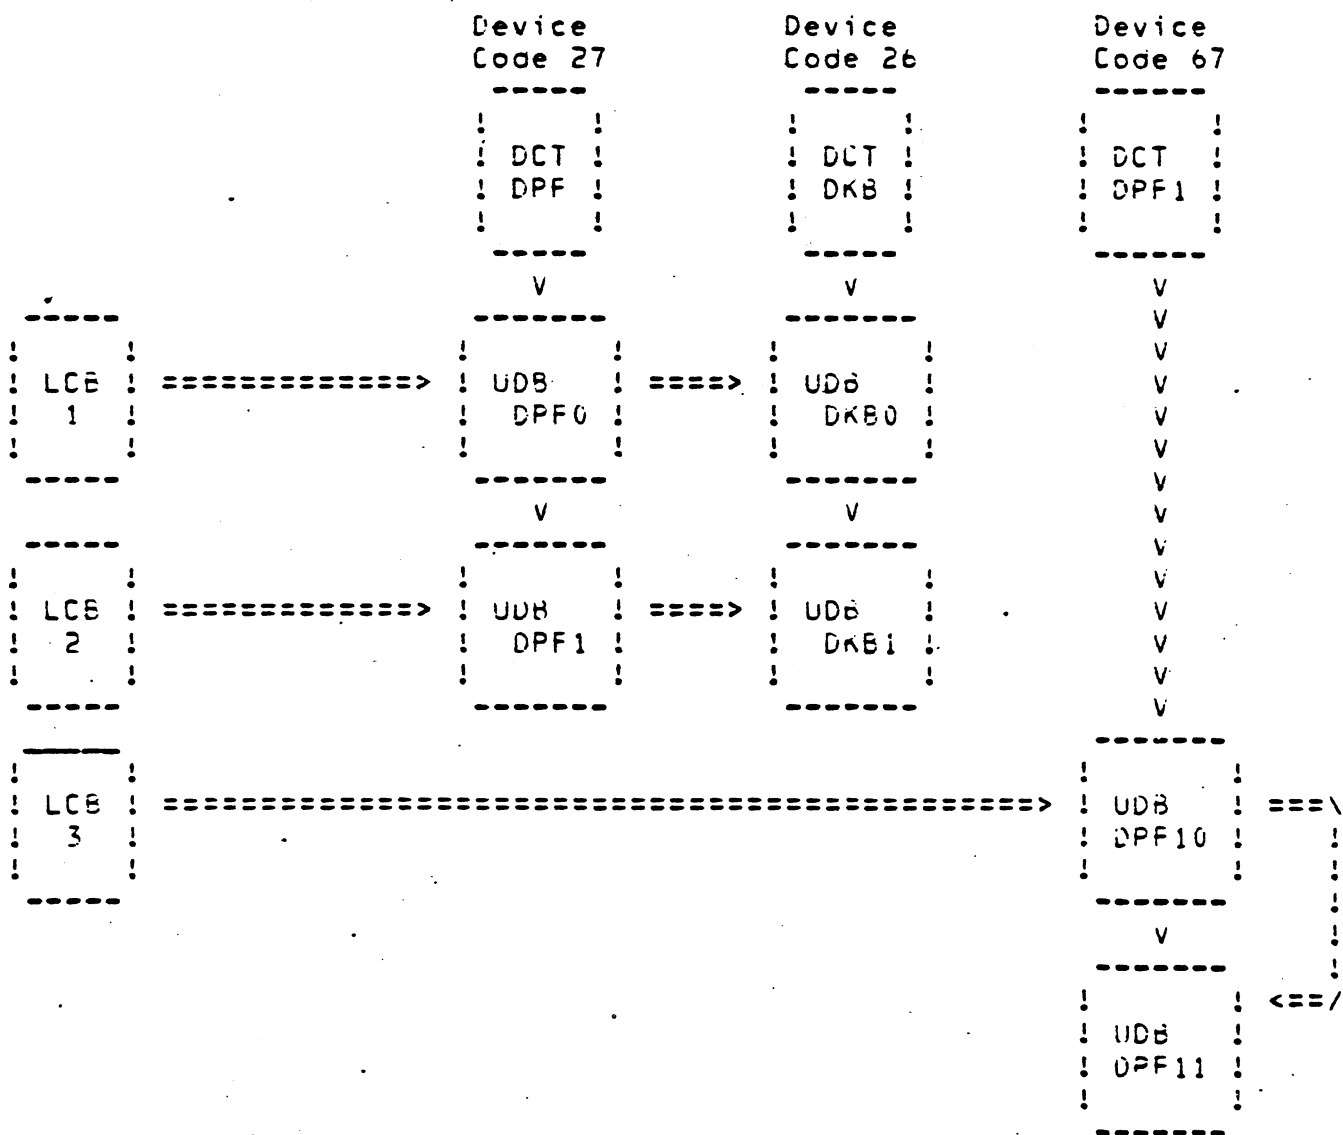 Device Device Device
Code 27 Code 26 Code 67
DCT DCT DCT
DPF DKB DPF1
LCB UDB UDB
1 DPF0 DKB0
LCB UDB UDB
2 DPF1 DKB1
LCB UDB
3 DPF10
UDB
DPF11